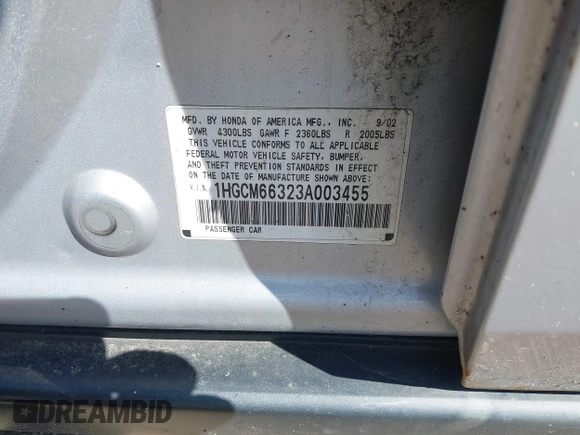 MFD. BY HONDA OF AMERICA MFG., INC. 9/02
GVWR 4300LBS GAWR F 2360LBS R 2005LBS
THIS VEHICLE CONFORMS TO ALL APPLICABLE
FEDERAL MOTOR VEHICLE SAFETY, BUMPER,
AND THEFT PREVENTION STANDARDS IN EFFECT
ON THE DATE OF MANUFACTURE SHOWN ABOVE.
V.I.N. 1HGCM66323A003455
PASSENGER CAR
DREAMBID